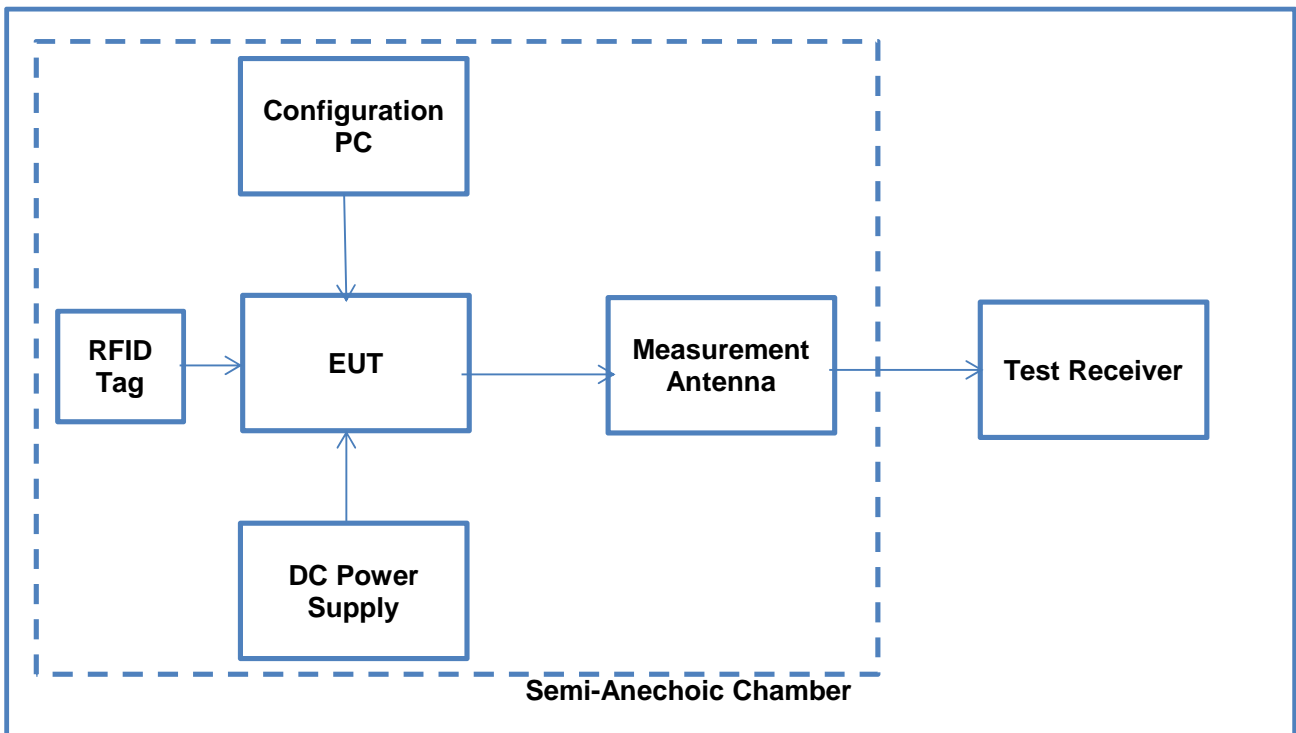 Configuration
PC
RFID
Tag
EUT
Measurement
Antenna
Test Receiver
DC Power
Supply
Semi-Anechoic Chamber